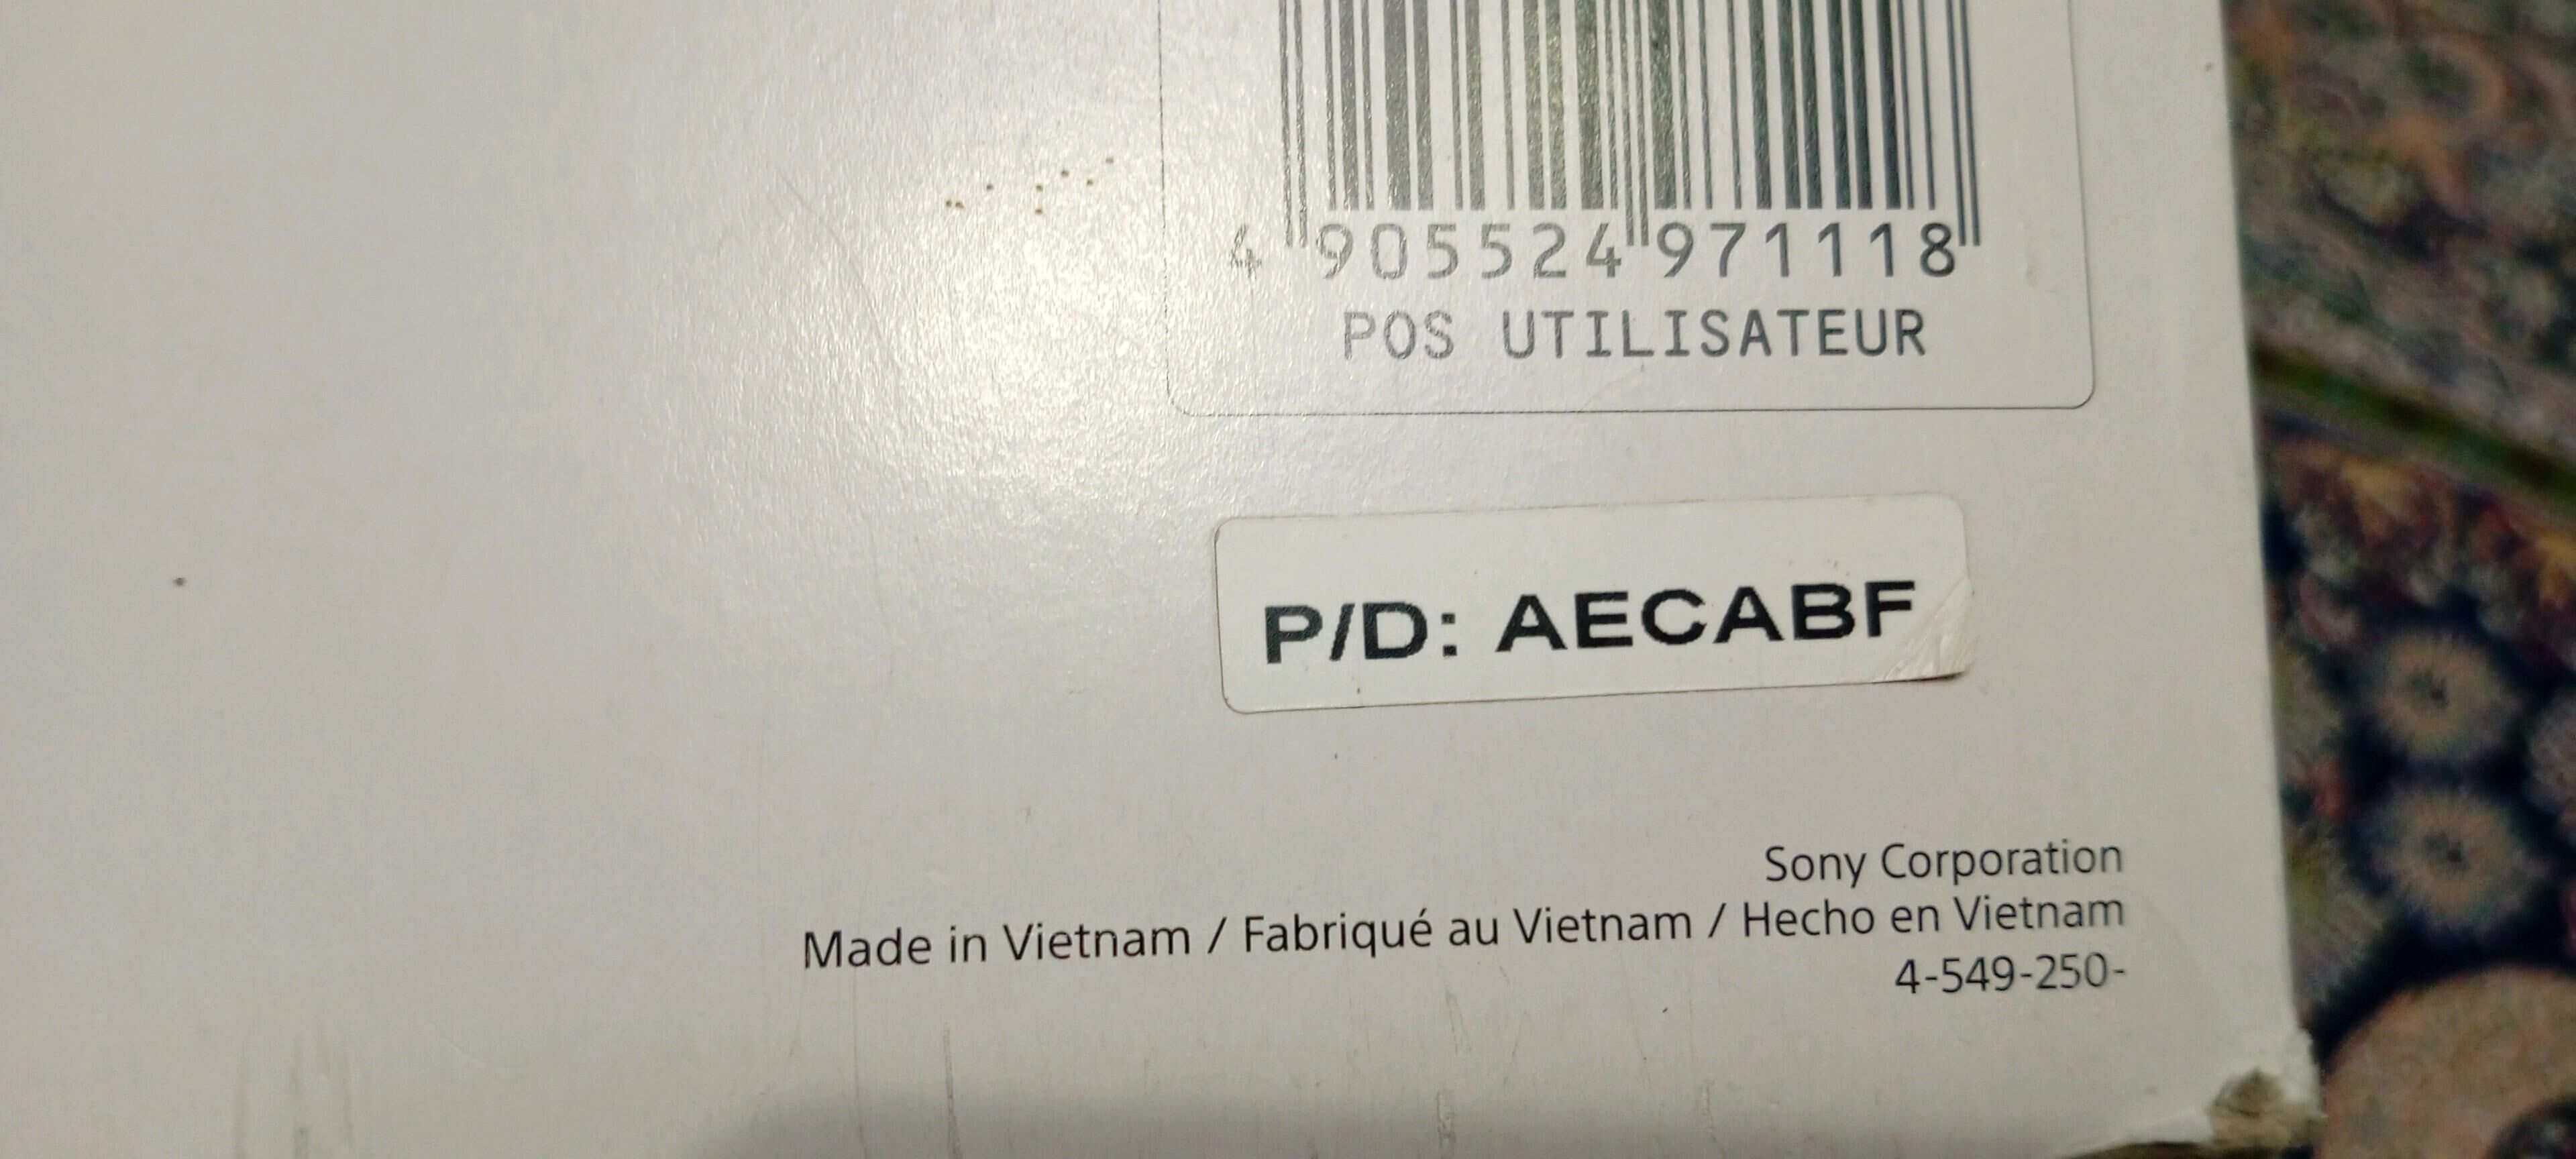 4 905524 971118
POS UTILISATEUR
P/D: AECABF
Sony Corporation
Made in Vietnam / Fabriqué au Vietnam / Hecho en Vietnam
4-549-250-